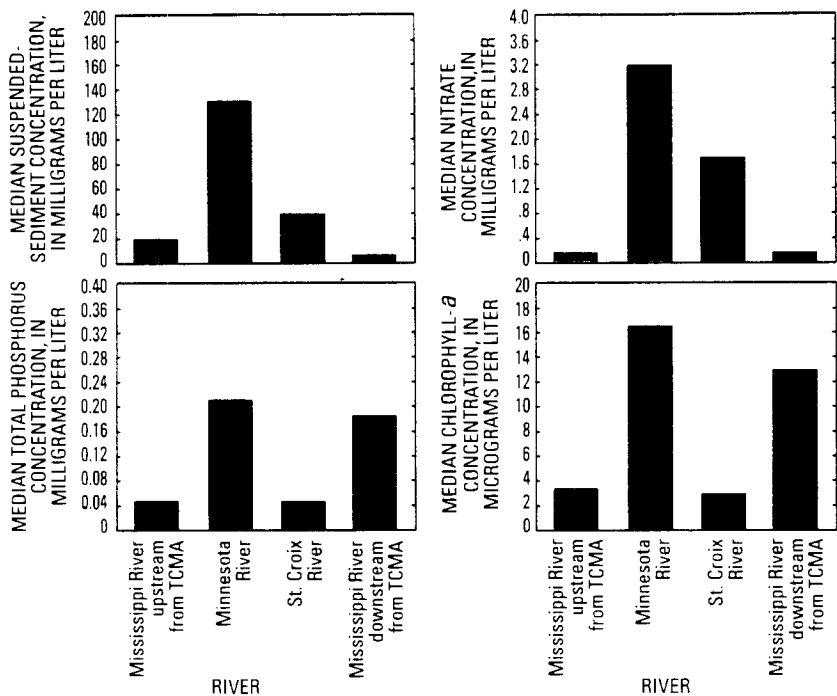 MEDIAN SUSPENDED-
SEDIMENT CONCENTRATION,
IN MILLIGRAMS PER LITER
200
180
160
140
120
100
80
60
40
20
0
MEDIAN NITRATE
CONCENTRATION, IN
MILLIGRAMS PER LITER
4.0
3.6
3.2
2.8
2.4
2.0
1.6
1.2
.8
.4
0
MEDIAN TOTAL PHOSPHORUS
CONCENTRATION, IN
MILLIGRAMS PER LITER
0.40
0.36
0.32
0.28
0.24
0.20
0.16
0.12
0.08
0.04
0
Mississippi River
upstream
from TCMA
Minnesota
River
St. Croix
River
Mississippi River
downstream
from TCMA
RIVER
MEDIAN CHLOROPHYLL-a
CONCENTRATION, IN
MICROGRAMS PER LITER
20
18
16
14
12
10
8
6
4
2
0
Mississippi River
upstream
from TCMA
Minnesota
River
St. Croix
River
Mississippi River
downstream
from TCMA
RIVER